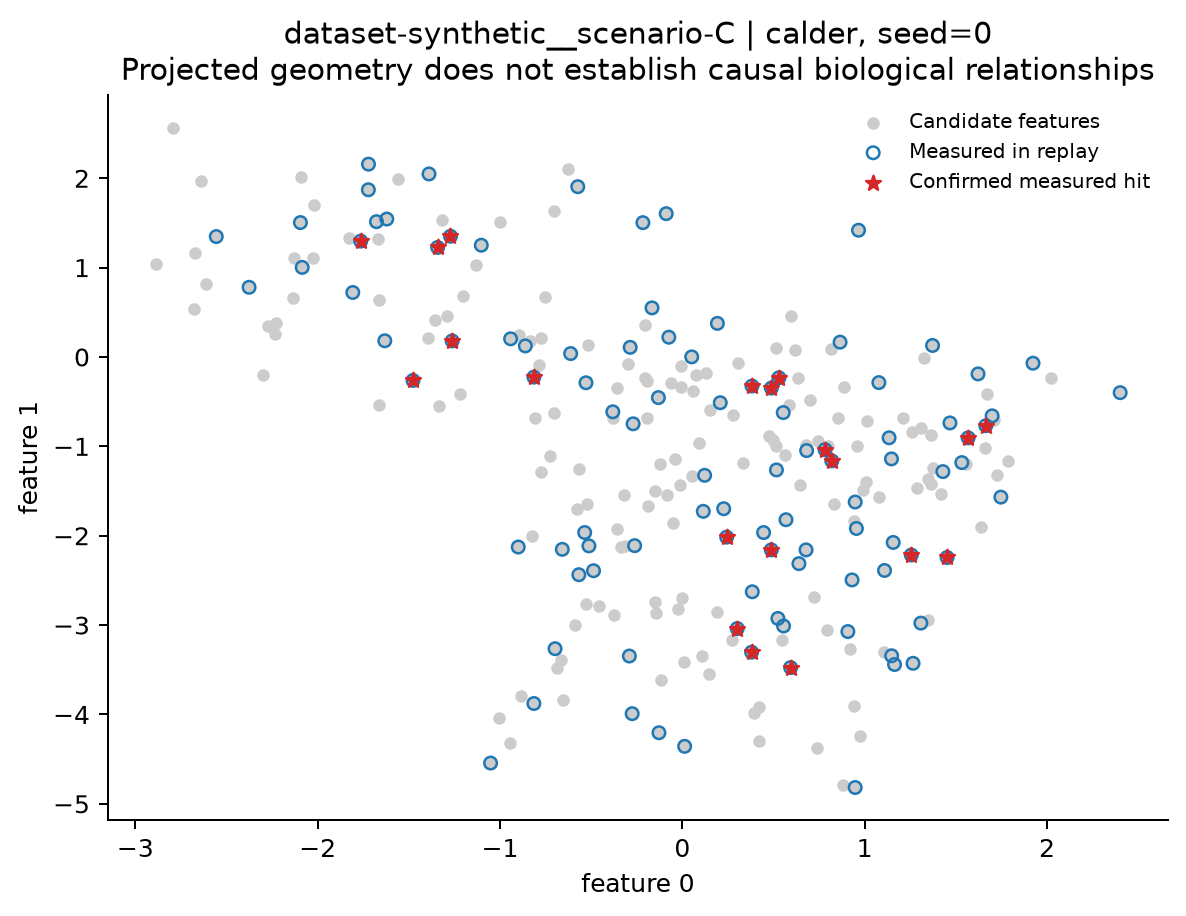 dataset-synthetic__scenario-C | calder, seed=0
Projected geometry does not establish causal biological relationships
Candidate features
Measured in replay
Confirmed measured hit
2
1
0
−1
−2
−3
−4
−5
feature 1
−3
−2
−1
0
1
2
feature 0